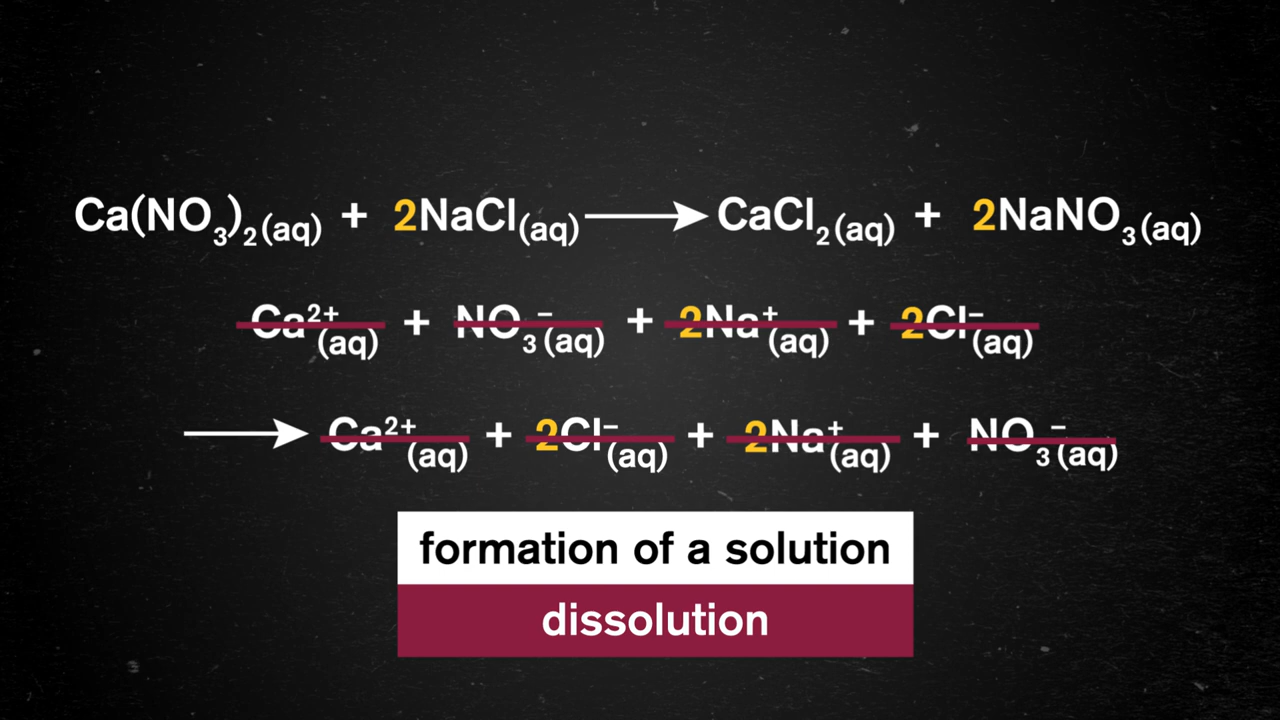 Ca(NO₃)₂(aq) + 2NaCl(aq) ⟶ CaCl₂(aq) + 2NaNO₃(aq)
Ca²⁺(aq) + NO₃⁻(aq) + 2Na⁺(aq) + 2Cl⁻(aq)
⟶ Ca²⁺(aq) + 2Cl⁻(aq) + 2Na⁺(aq) + NO₃⁻(aq)
formation of a solution
dissolution